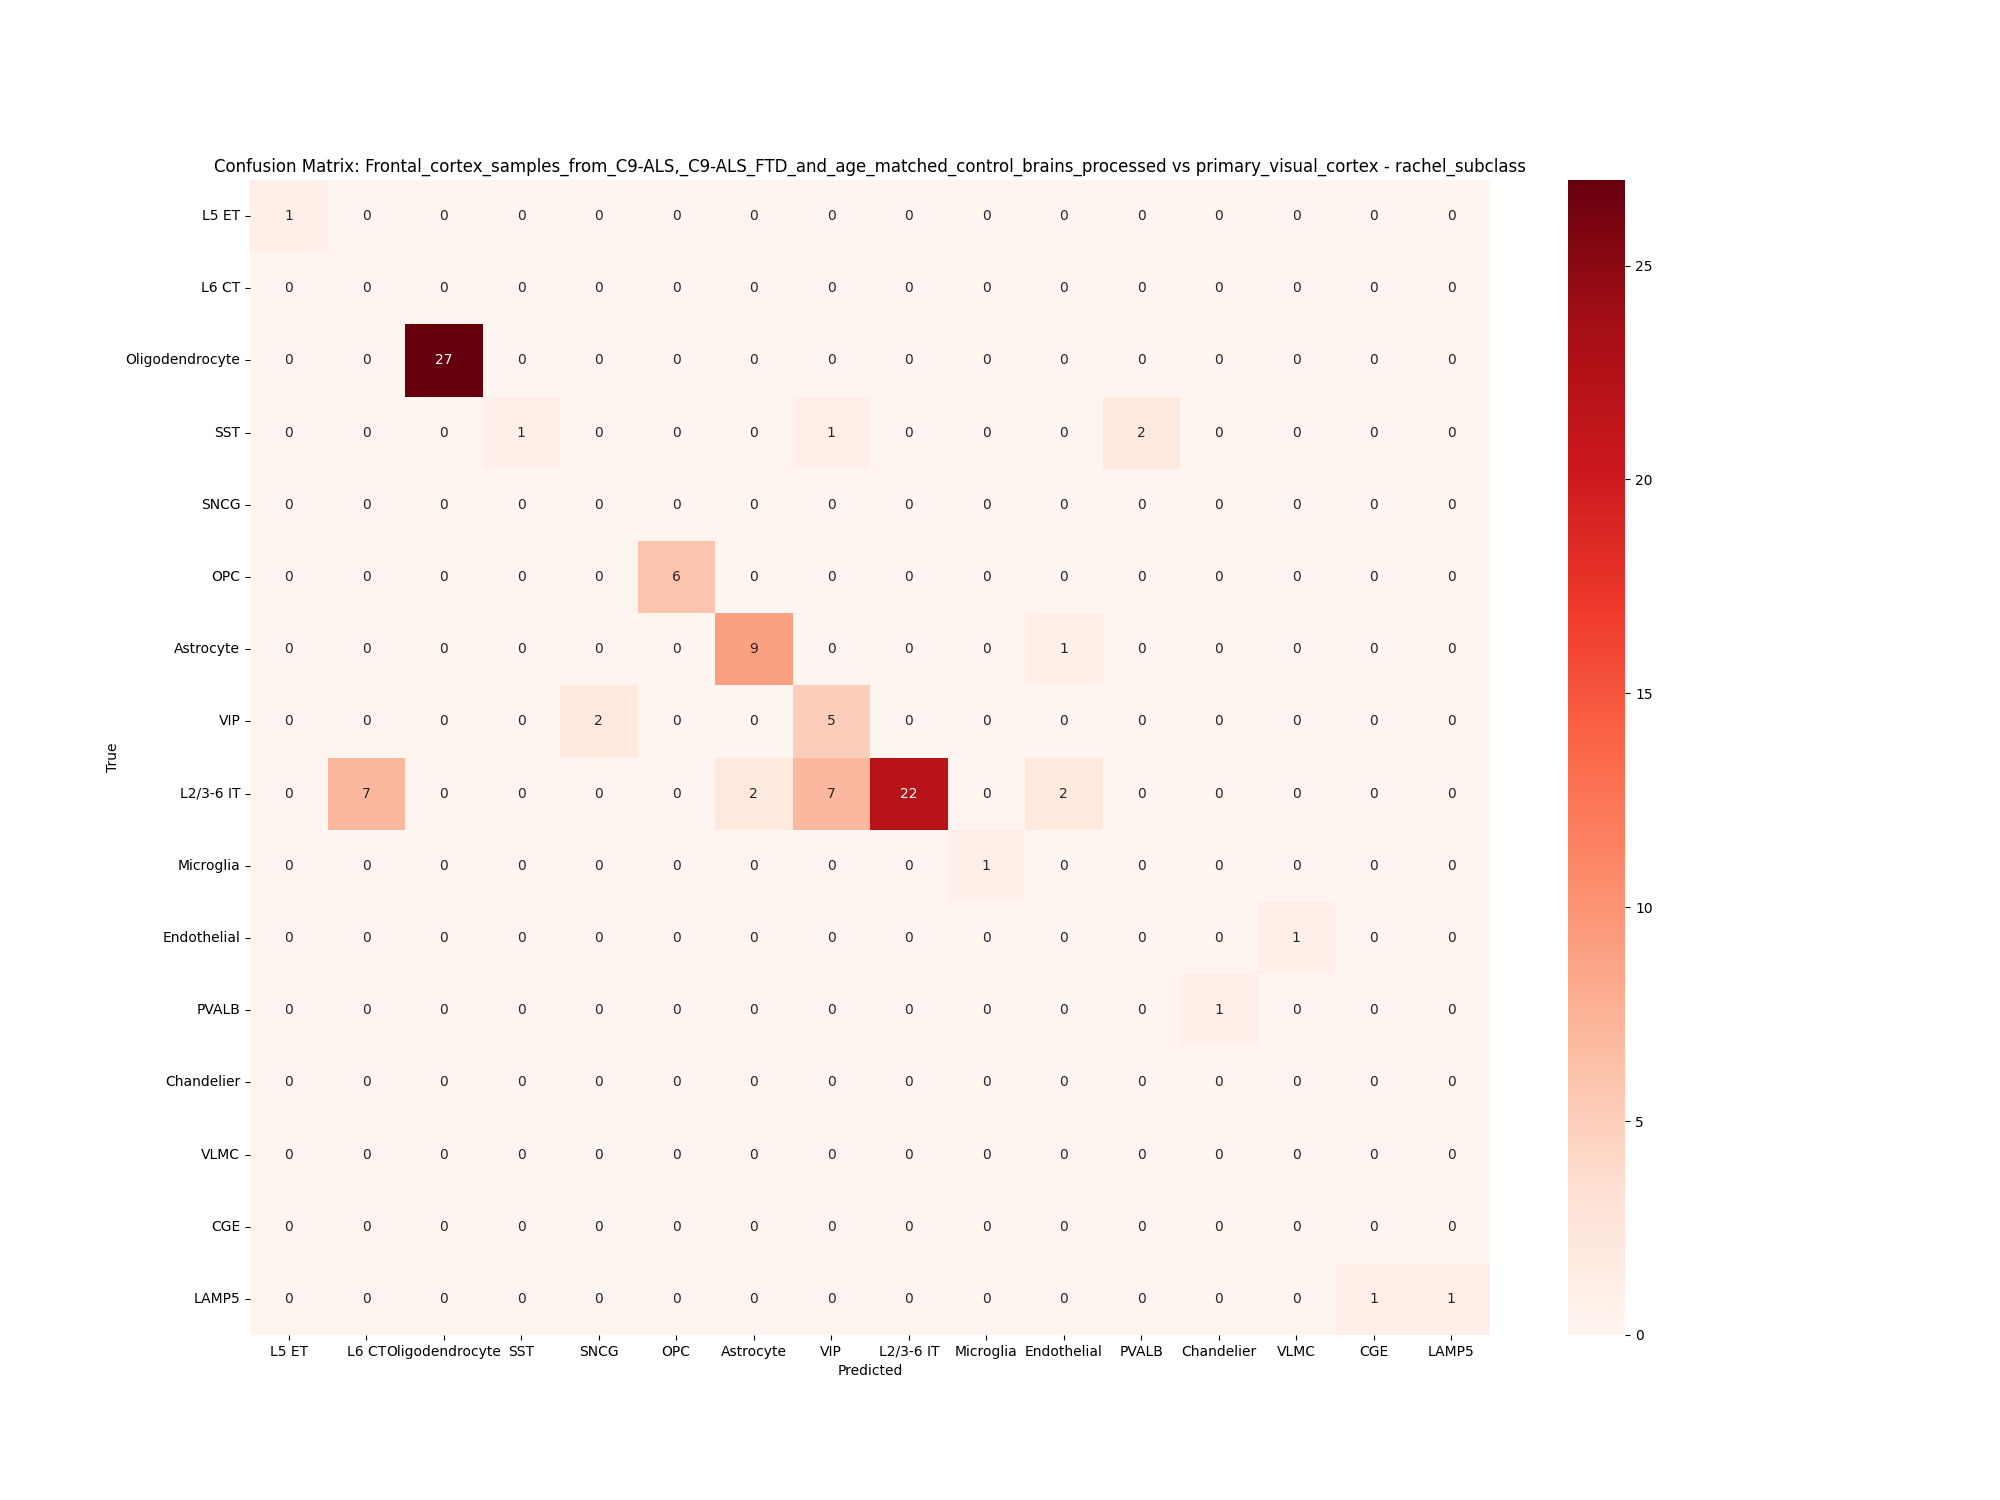 Confusion Matrix: Frontal_cortex_samples_from_C9-ALS,_C9-ALS_FTD_and_age_matched_control_brains_processed vs primary_visual_cortex - rachel_subclass
L5 ET 1 0 0 0 0 0 0 0 0 0 0 0 0 0 0 0
L6 CT 0 0 0 0 0 0 0 0 0 0 0 0 0 0 0 0
Oligodendrocyte 0 0 27 0 0 0 0 0 0 0 0 0 0 0 0 0
SST 0 0 0 1 0 0 0 1 0 0 0 2 0 0 0 0
SNCG 0 0 0 0 0 0 0 0 0 0 0 0 0 0 0 0
OPC 0 0 0 0 0 6 0 0 0 0 0 0 0 0 0 0
Astrocyte 0 0 0 0 0 0 9 0 0 0 1 0 0 0 0 0
VIP 0 0 0 0 2 0 0 5 0 0 0 0 0 0 0 0
L2/3-6 IT 0 7 0 0 0 0 2 7 22 0 2 0 0 0 0 0
Microglia 0 0 0 0 0 0 0 0 0 1 0 0 0 0 0 0
Endothelial 0 0 0 0 0 0 0 0 0 0 0 0 0 1 0 0
PVALB 0 0 0 0 0 0 0 0 0 0 0 0 1 0 0 0
Chandelier 0 0 0 0 0 0 0 0 0 0 0 0 0 0 0 0
VLMC 0 0 0 0 0 0 0 0 0 0 0 0 0 0 0 0
CGE 0 0 0 0 0 0 0 0 0 0 0 0 0 0 0 0
LAMP5 0 0 0 0 0 0 0 0 0 0 0 0 0 0 1 1
L5 ET L6 CT Oligodendrocyte SST SNCG OPC Astrocyte VIP L2/3-6 IT Microglia Endothelial PVALB Chandelier VLMC CGE LAMP5
Predicted
True
25
20
15
10
5
0